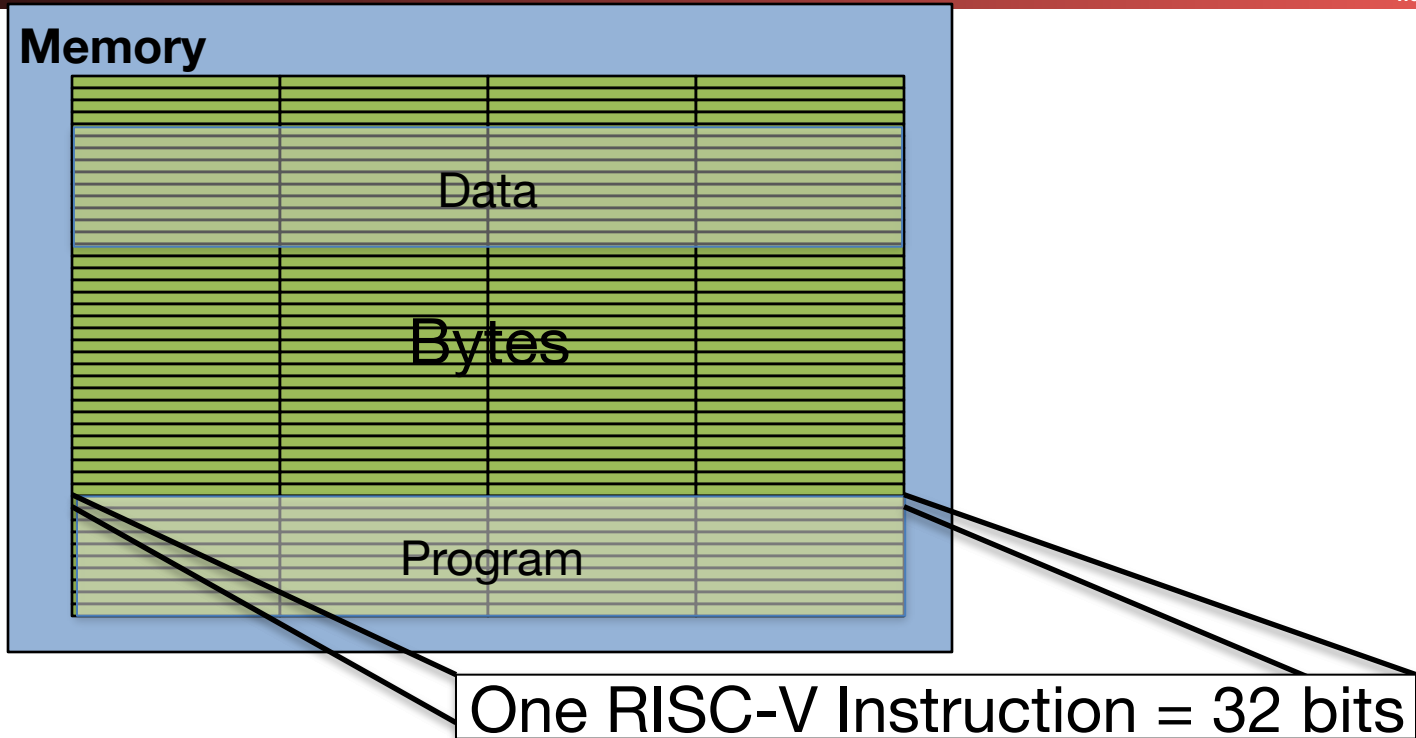 Memory
Data
Bytes
Program
One RISC-V Instruction = 32 bits